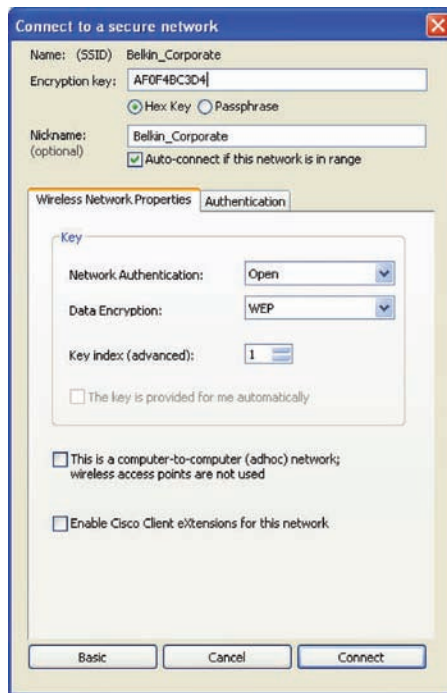 Connect to a secure network
Name: (SSID) Belkin_Corporate
Encryption key: AF0F4BC3D4
Hex Key Passphrase
Nickname: Belkin_Corporate
(optional)
Auto-connect if this network is in range
Wireless Network Properties Authentication
Key
Network Authentication: Open
Data Encryption: WEP
Key index (advanced): 1
The key is provided for me automatically
This is a computer-to-computer (adhoc) network;
wireless access points are not used
Enable Cisco Client eXtensions for this network
Basic Cancel Connect